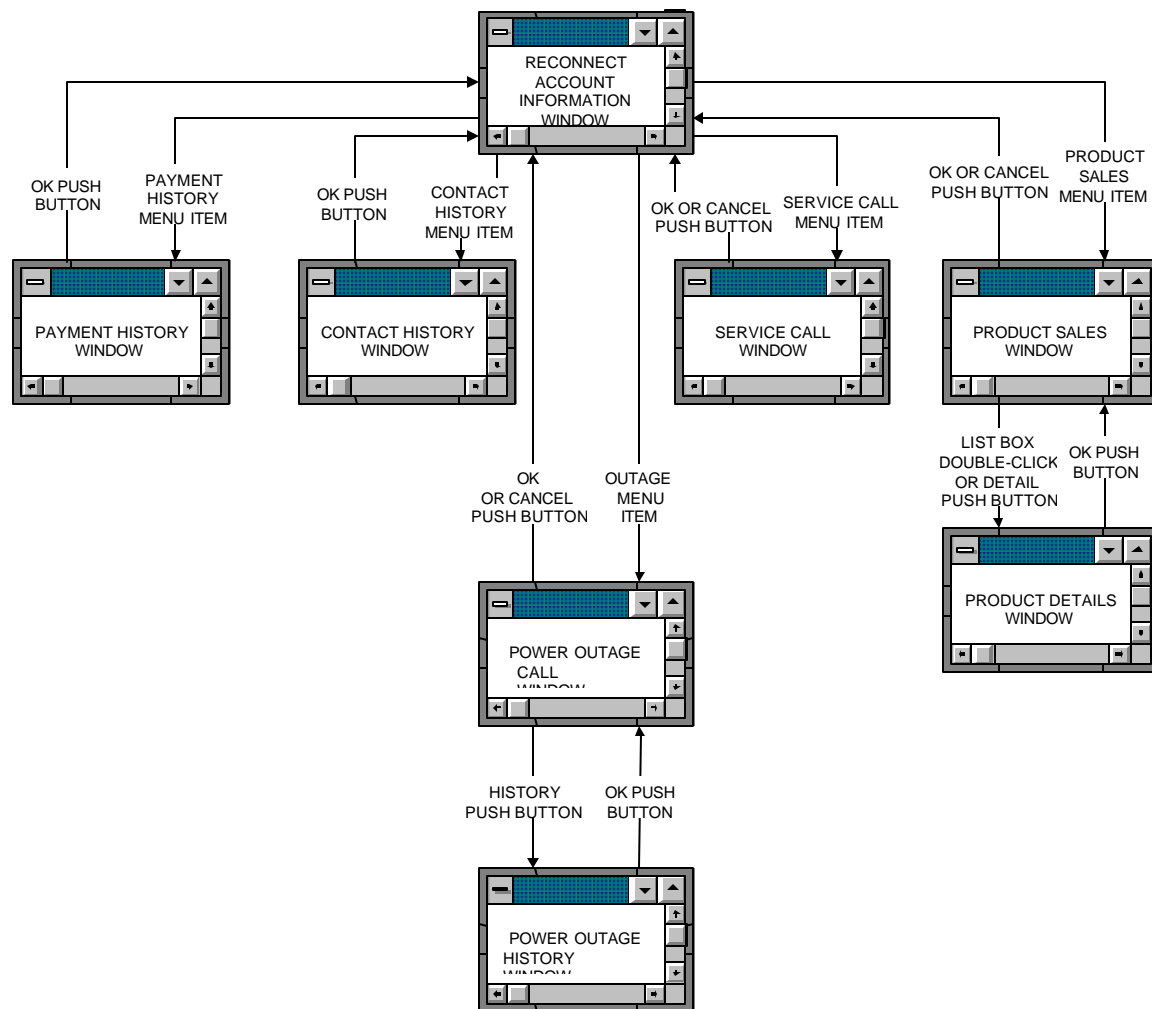 RECONNECT
ACCOUNT
INFORMATION
WINDOW
OK PUSH
BUTTON
PAYMENT
HISTORY
MENU ITEM
OK PUSH
BUTTON
CONTACT
HISTORY
MENU ITEM
OK OR CANCEL
PUSH BUTTON
SERVICE CALL
MENU ITEM
OK OR CANCEL
PUSH BUTTON
PRODUCT
SALES
MENU ITEM
PAYMENT HISTORY
WINDOW
CONTACT HISTORY
WINDOW
SERVICE CALL
WINDOW
PRODUCT SALES
WINDOW
OK
OR CANCEL
PUSH BUTTON
OUTAGE
MENU
ITEM
LIST BOX
DOUBLE-CLICK
OR DETAIL
PUSH BUTTON
OK PUSH
BUTTON
PRODUCT DETAILS
WINDOW
POWER OUTAGE
CALL
WINDOW
HISTORY
PUSH BUTTON
OK PUSH
BUTTON
POWER OUTAGE
HISTORY
WINDOW